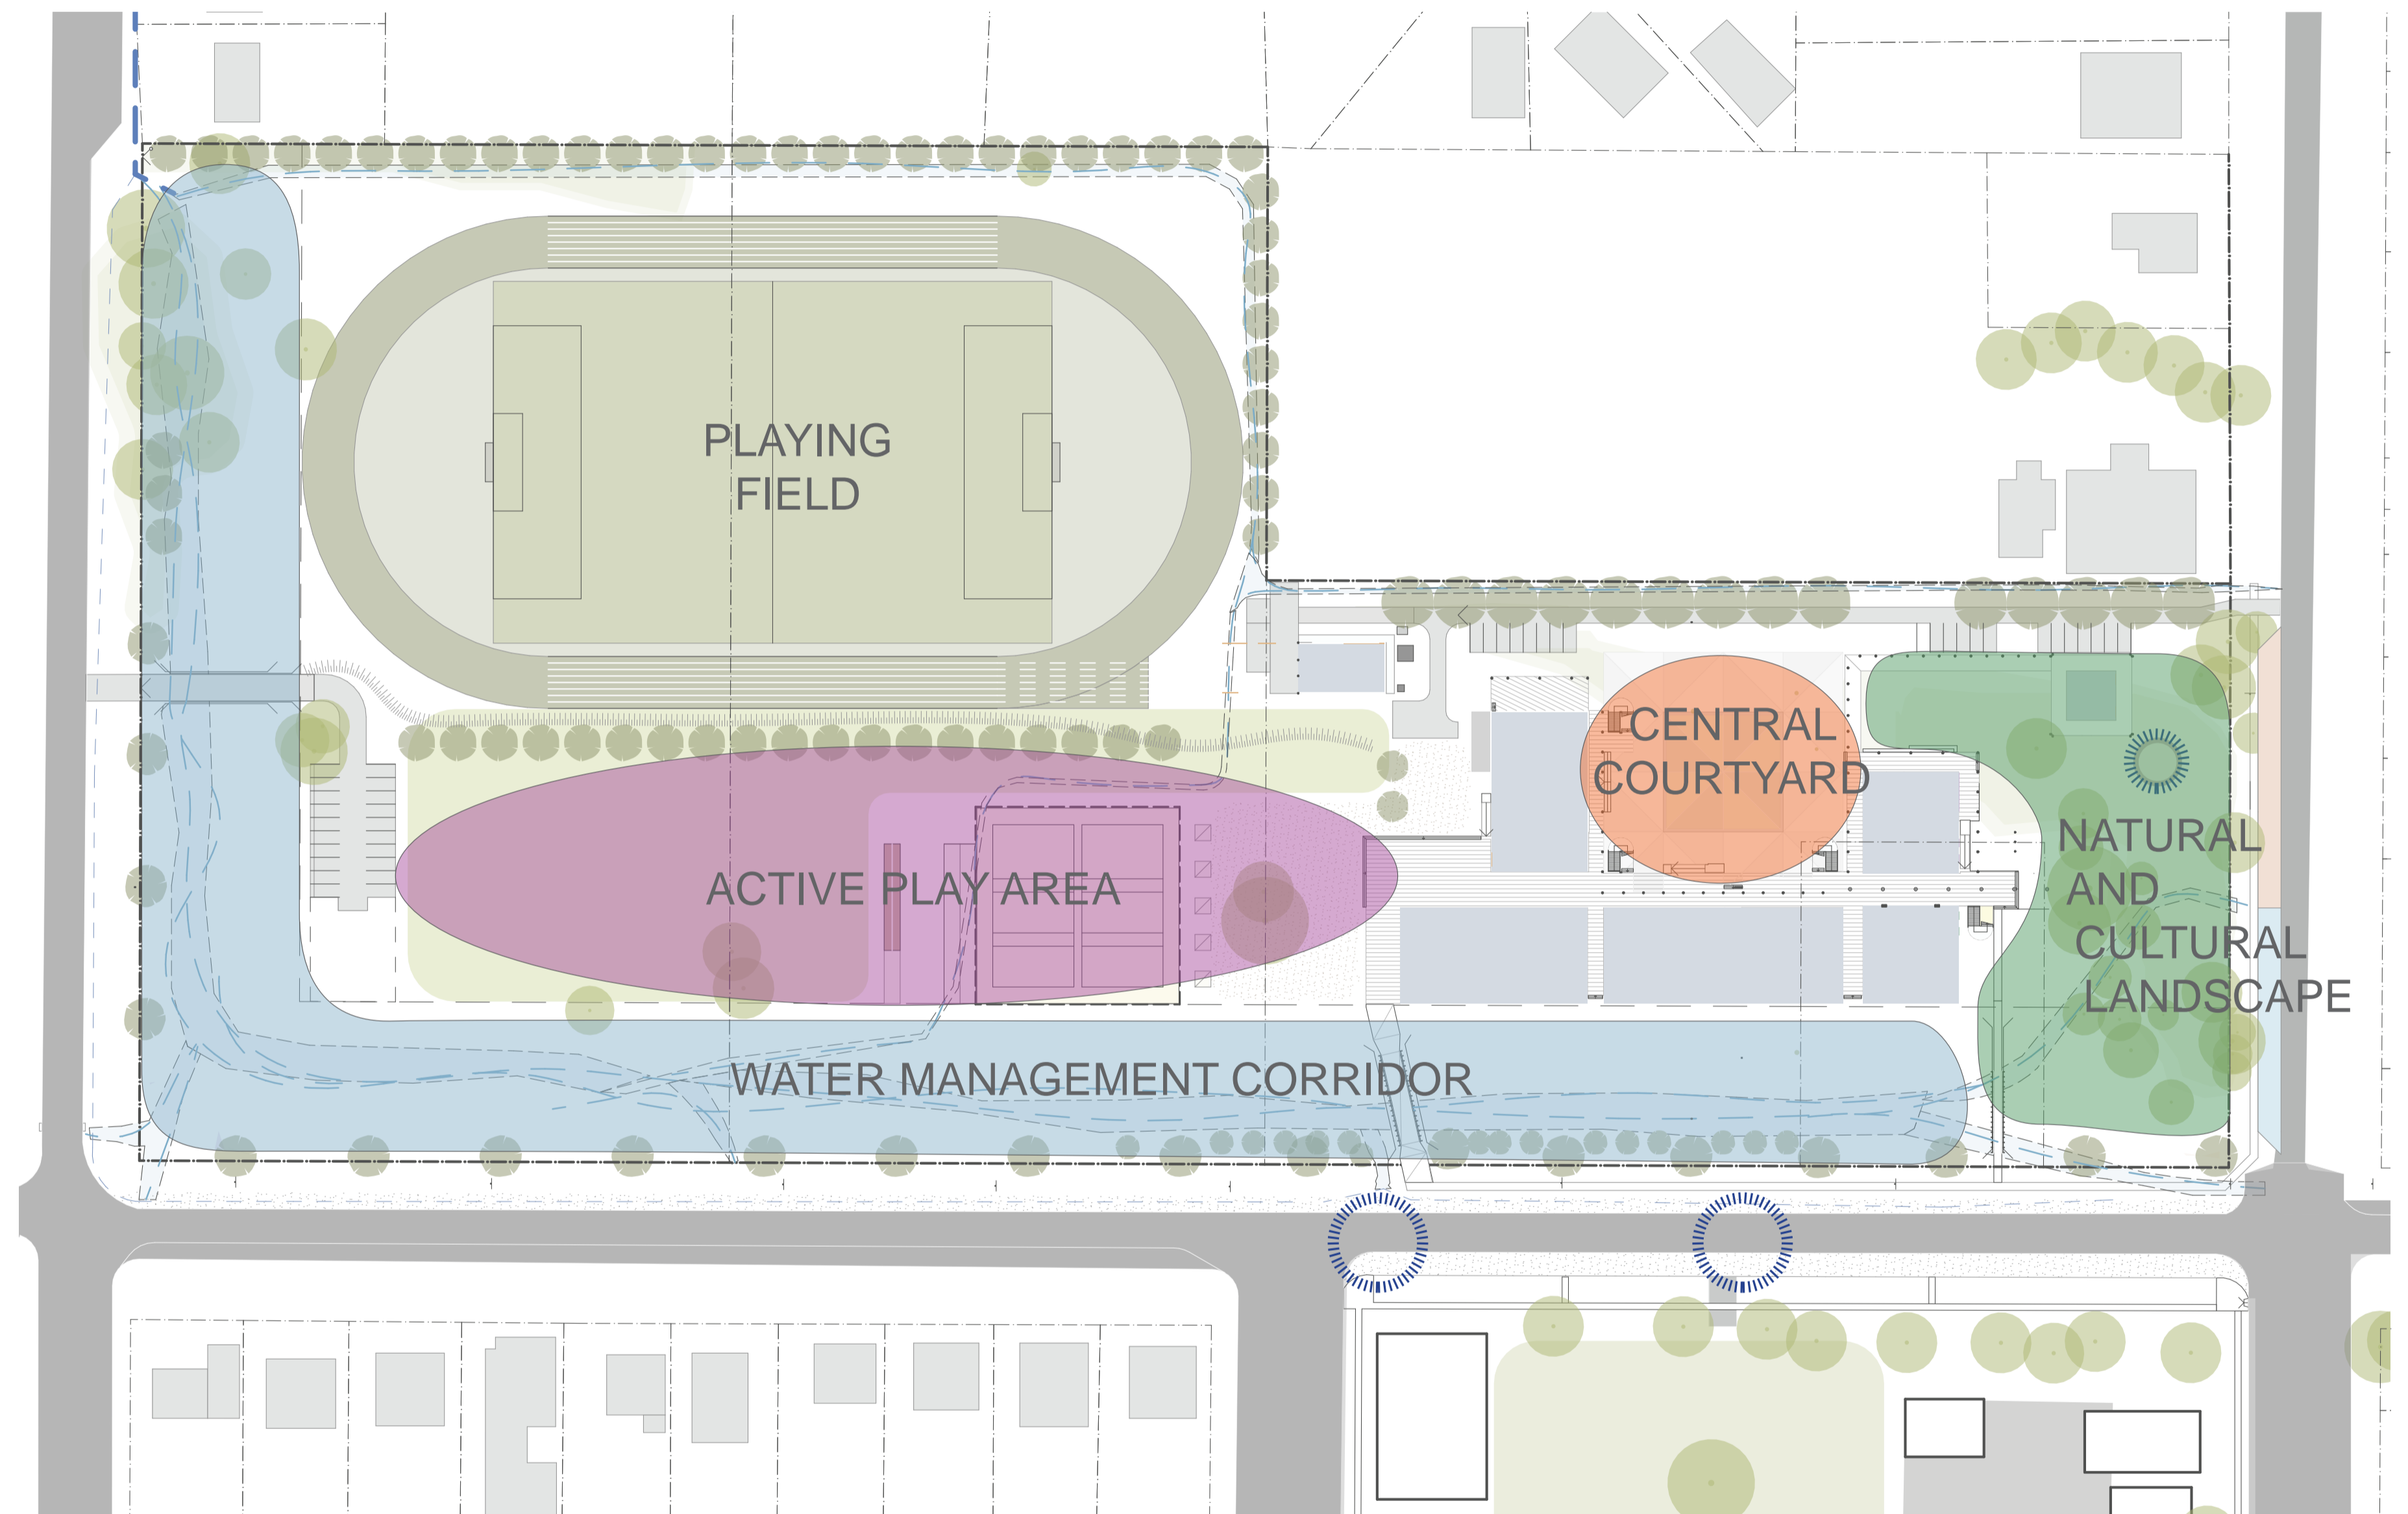 PLAYING
FIELD
CENTRAL
COURTYARD
ACTIVE PLAY AREA
NATURAL
AND
CULTURAL
LANDSCAPE
WATER MANAGEMENT CORRIDOR